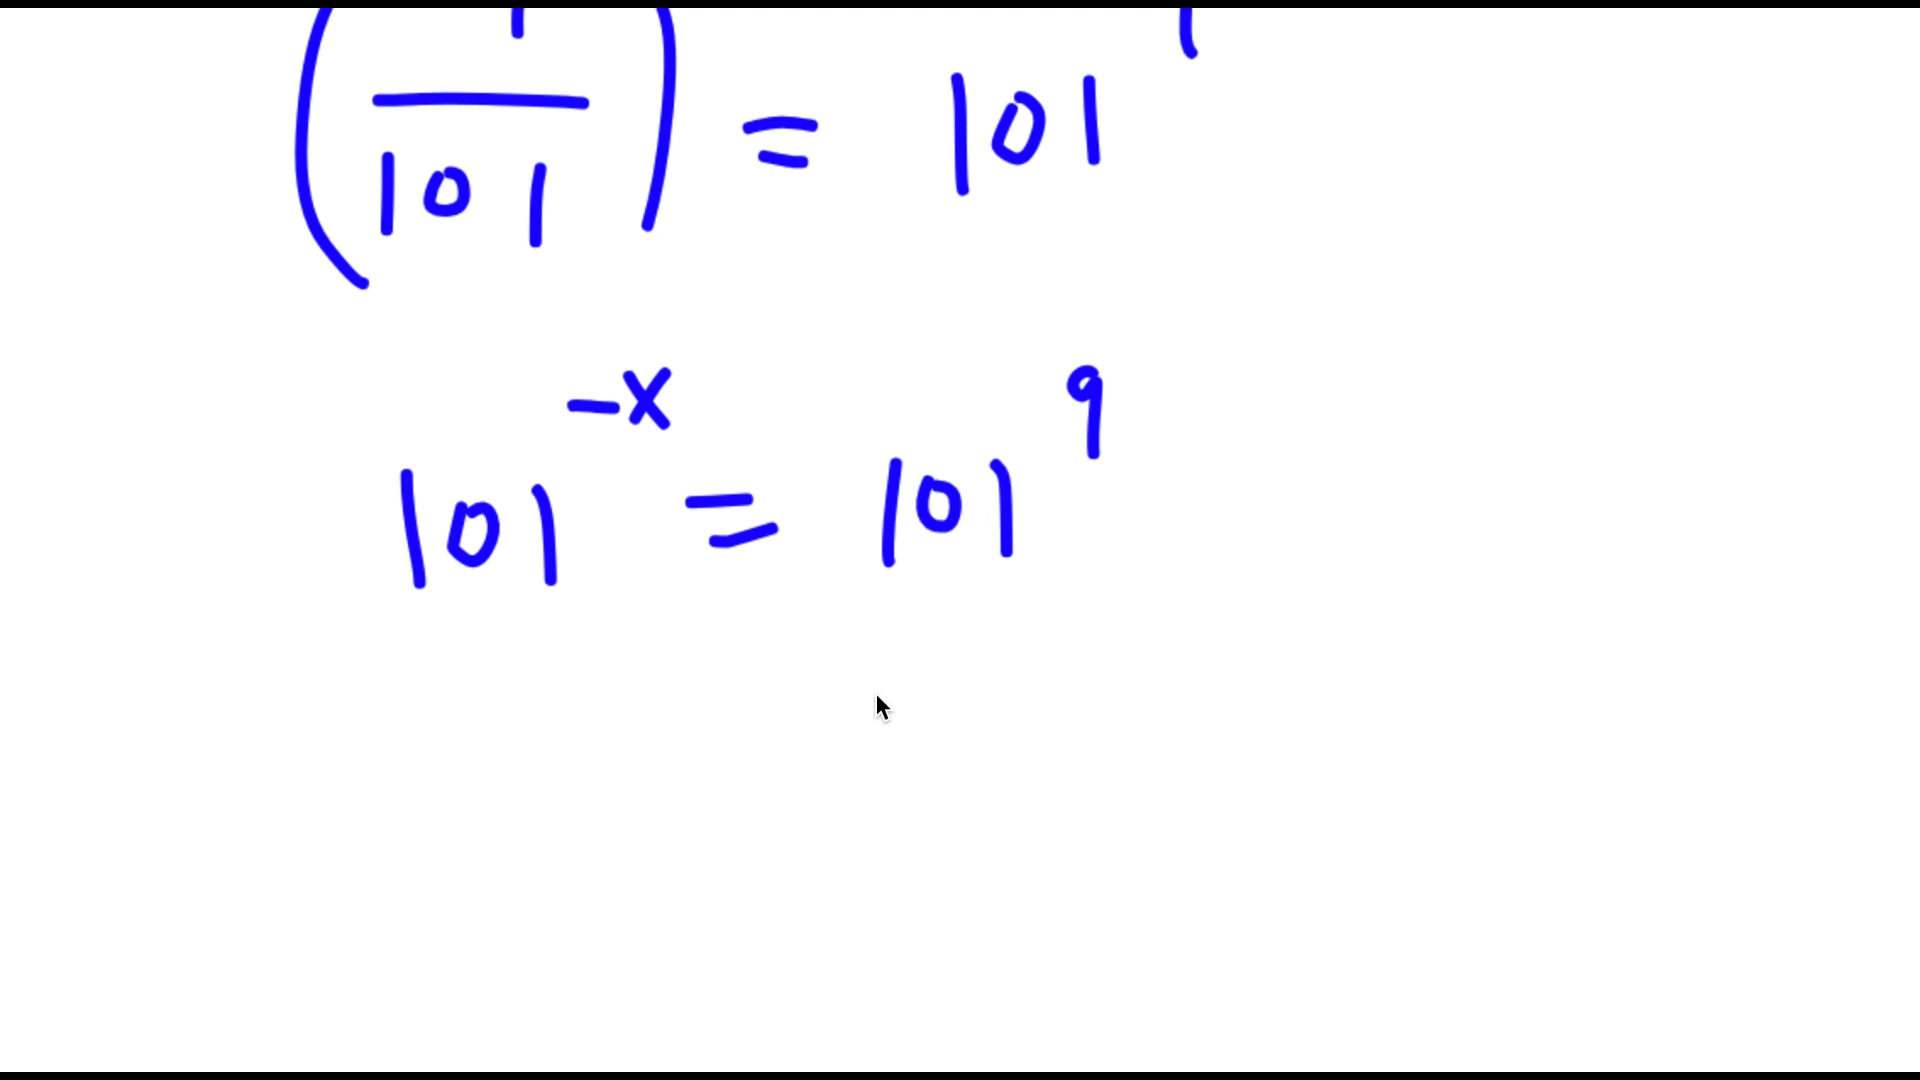 (1/101) = 101
101^-x = 101^9